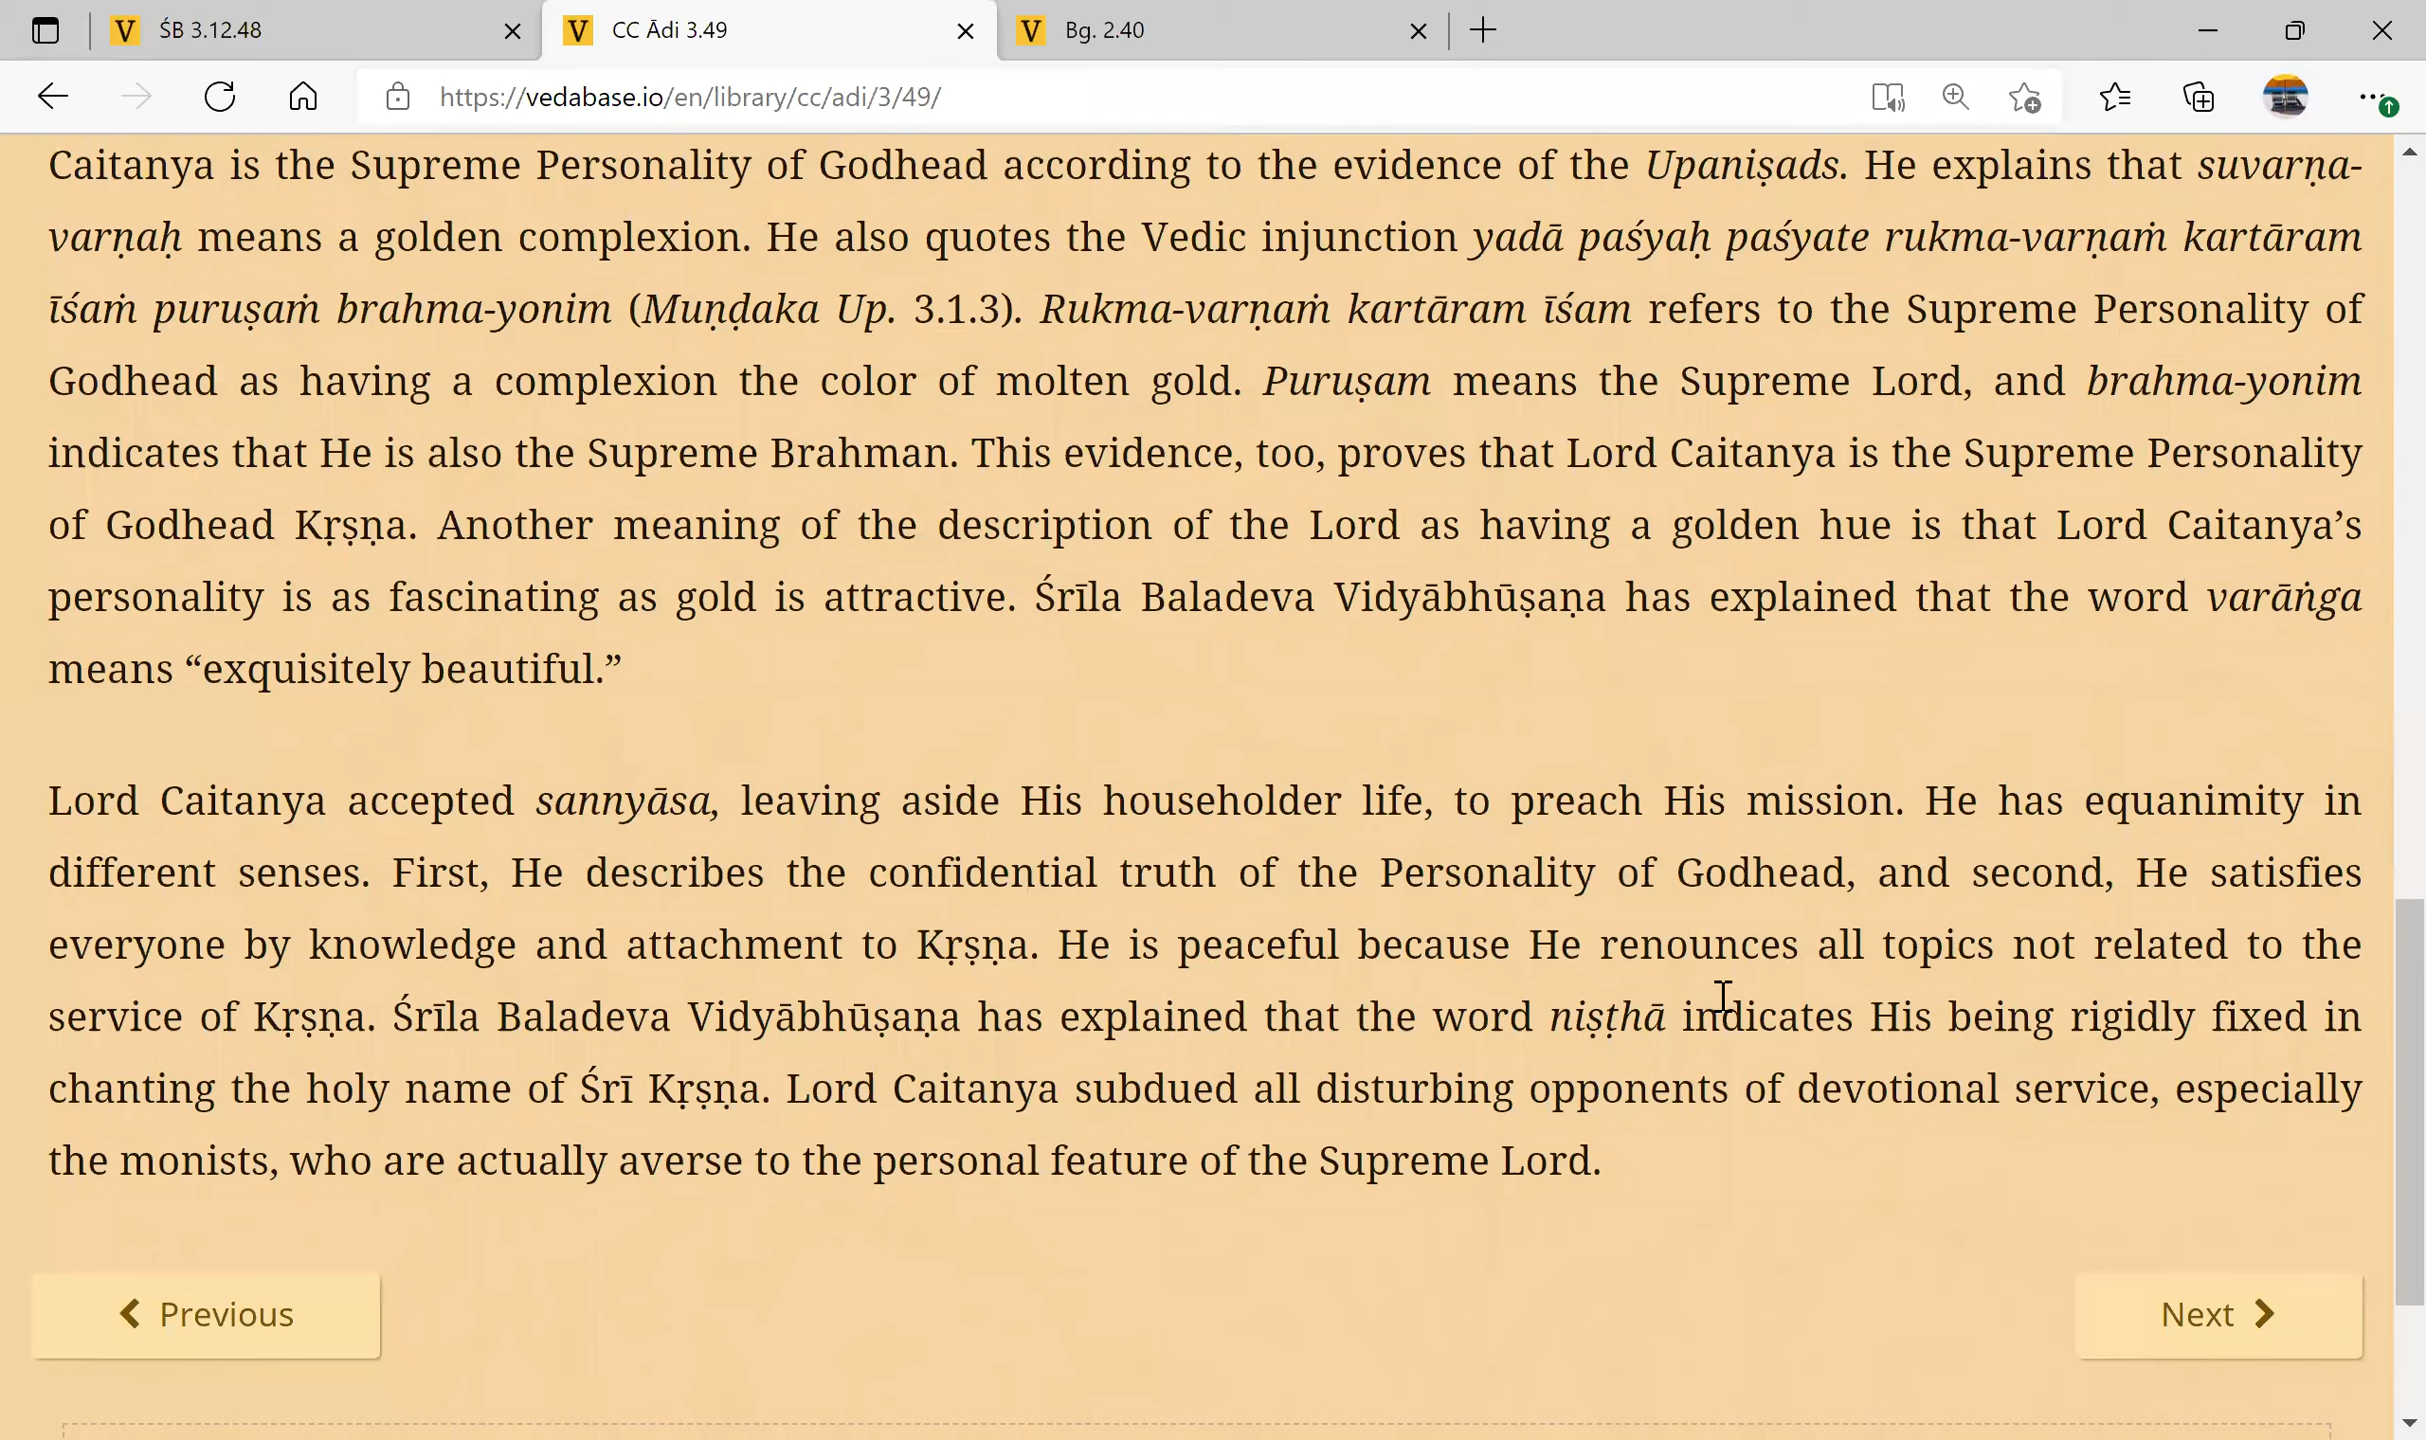 V ŚB 3.12.48
V CC Ādi 3.49
V Bg. 2.40
https://vedabase.io/en/library/cc/adi/3/49/
Caitanya is the Supreme Personality of Godhead according to the evidence of the Upaniṣads. He explains that suvarṇa-
varṇaḥ means a golden complexion. He also quotes the Vedic injunction yadā paśyaḥ paśyate rukma-varṇaṁ kartāram
īśaṁ puruṣaṁ brahma-yonim (Muṇḍaka Up. 3.1.3). Rukma-varṇaṁ kartāram īśam refers to the Supreme Personality of
Godhead as having a complexion the color of molten gold. Puruṣam means the Supreme Lord, and brahma-yonim
indicates that He is also the Supreme Brahman. This evidence, too, proves that Lord Caitanya is the Supreme Personality
of Godhead Kṛṣṇa. Another meaning of the description of the Lord as having a golden hue is that Lord Caitanya’s
personality is as fascinating as gold is attractive. Śrīla Baladeva Vidyābhūṣaṇa has explained that the word varāṅga
means “exquisitely beautiful.”
Lord Caitanya accepted sannyāsa, leaving aside His householder life, to preach His mission. He has equanimity in
different senses. First, He describes the confidential truth of the Personality of Godhead, and second, He satisfies
everyone by knowledge and attachment to Kṛṣṇa. He is peaceful because He renounces all topics not related to the
service of Kṛṣṇa. Śrīla Baladeva Vidyābhūṣaṇa has explained that the word niṣṭhā indicates His being rigidly fixed in
chanting the holy name of Śrī Kṛṣṇa. Lord Caitanya subdued all disturbing opponents of devotional service, especially
the monists, who are actually averse to the personal feature of the Supreme Lord.
Previous
Next